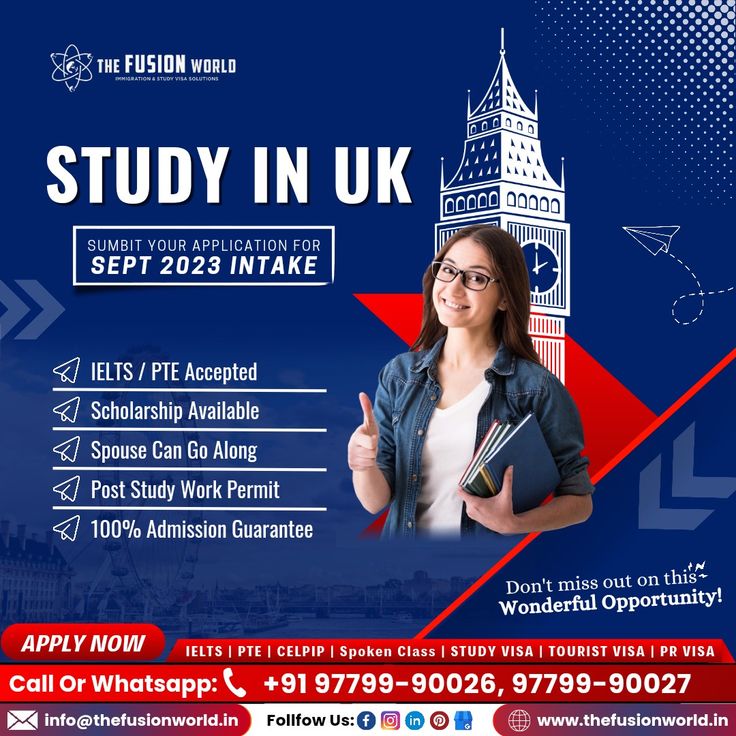 THE FUSION WORLD
IMMIGRATION & STUDY VISA SOLUTIONS
STUDY IN UK
SUMBIT YOUR APPLICATION FOR
SEPT 2023 INTAKE
IELTS / PTE Accepted
Scholarship Available
Spouse Can Go Along
Post Study Work Permit
100% Admission Guarantee
Don't miss out on this
Wonderful Opportunity!
APPLY NOW
IELTS | PTE | CELPIP | Spoken Class | STUDY VISA | TOURIST VISA | PR VISA
Call Or Whatsapp: +91 97799-90026, 97799-90027
info@thefusionworld.in Folllfow Us: www.thefusionworld.in